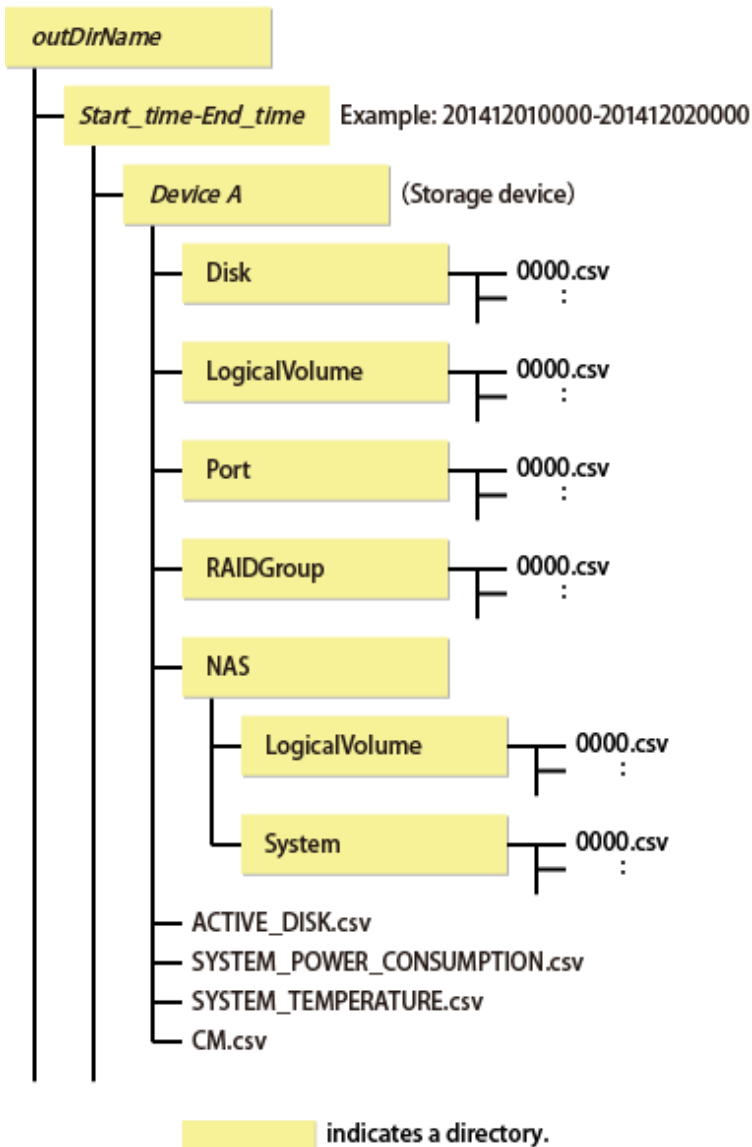 outDirName
Start_time-End_time Example: 201412010000-201412020000
Device A (Storage device)
Disk 0000.csv
:
LogicalVolume 0000.csv
:
Port 0000.csv
:
RAIDGroup 0000.csv
:
NAS
LogicalVolume 0000.csv
:
System 0000.csv
:
ACTIVE_DISK.csv
SYSTEM_POWER_CONSUMPTION.csv
SYSTEM_TEMPERATURE.csv
CM.csv
indicates a directory.